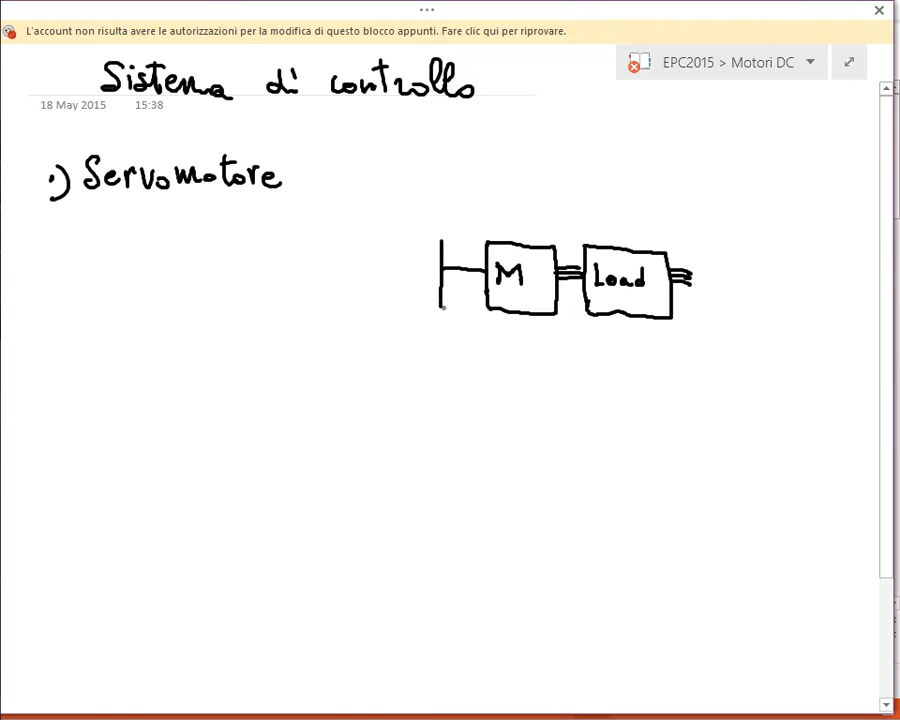 L'account non risulta avere le autorizzazioni per la modifica di questo blocco appunti. Fare clic qui per riprovare.
EPC2015 > Motori DC
Sistema di controllo
18 May 2015 15:38
·) Servomotore
M Load